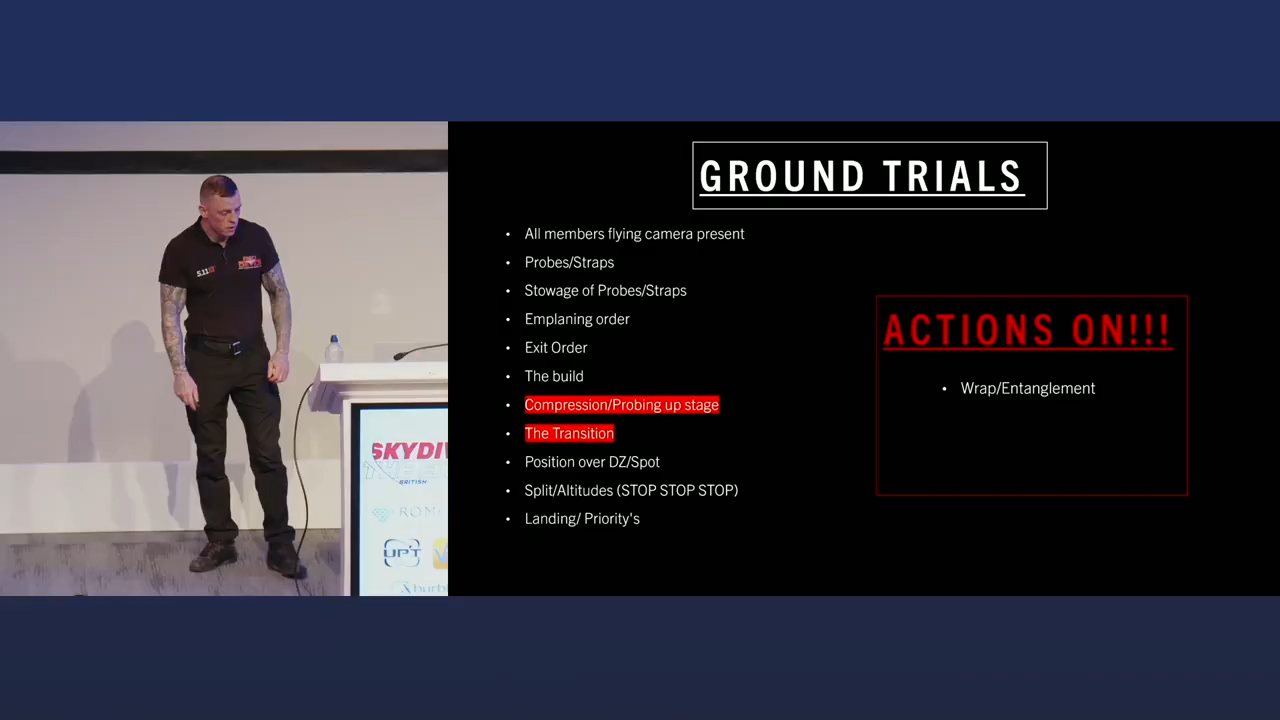 GROUND TRIALS
• All members flying camera present
• Probes/Straps
• Stowage of Probes/Straps
• Emplaning order
• Exit Order
• The build
• Compression/Probing up stage
• The Transition
• Position over DZ/Spot
• Split/Altitudes (STOP STOP STOP)
• Landing/ Priority's
ACTIONS ON!!!
• Wrap/Entanglement
5.11
SKYDIV
BRITISH
UPT